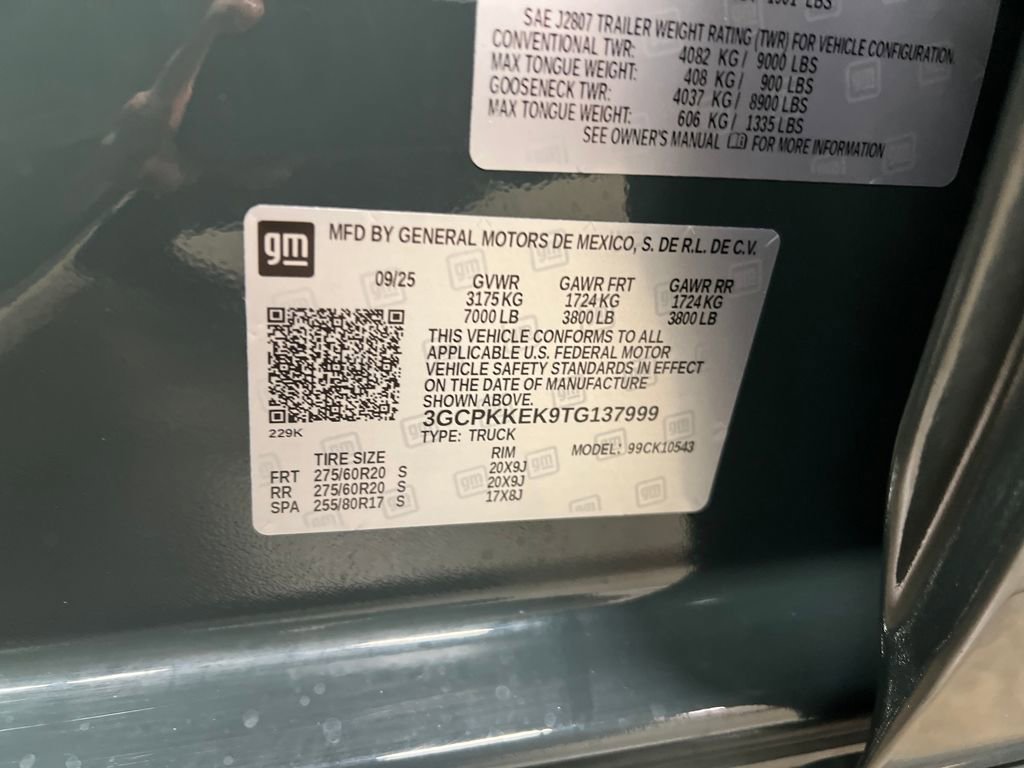 1901 LBS
SAE J2807 TRAILER WEIGHT RATING (TWR) FOR VEHICLE CONFIGURATION.
CONVENTIONAL TWR: 4082 KG/ 9000 LBS
MAX TONGUE WEIGHT: 408 KG/ 900 LBS
GOOSENECK TWR: 4037 KG/ 8900 LBS
MAX TONGUE WEIGHT: 606 KG/ 1335 LBS
SEE OWNER'S MANUAL FOR MORE INFORMATION
gm
MFD BY GENERAL MOTORS DE MEXICO, S. DE R.L. DE C.V.
09/25 GVWR GAWR FRT GAWR RR
3175 KG 1724 KG 1724 KG
7000 LB 3800 LB 3800 LB
THIS VEHICLE CONFORMS TO ALL
APPLICABLE U.S. FEDERAL MOTOR
VEHICLE SAFETY STANDARDS IN EFFECT
ON THE DATE OF MANUFACTURE
SHOWN ABOVE.
3GCPKKEK9TG137999
229K
TYPE: TRUCK MODEL: 99CK10543
TIRE SIZE RIM
FRT 275/60R20 S 20X9J
RR 275/60R20 S 20X9J
SPA 255/80R17 S 17X8J